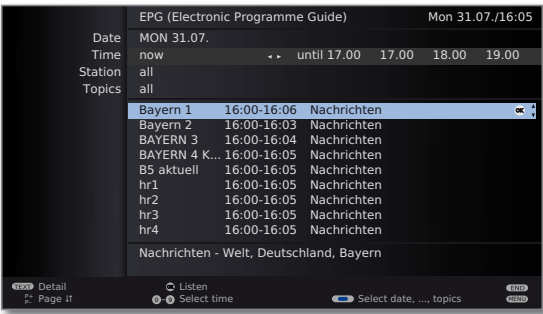 EPG (Electronic Programme Guide) Mon 31.07./16:05
Date MON 31.07.
Time now ◂ ▸ until 17.00 17.00 18.00 19.00
Station all
Topics all
Bayern 1 16:00-16:06 Nachrichten OK
Bayern 2 16:00-16:03 Nachrichten
BAYERN 3 16:00-16:04 Nachrichten
BAYERN 4 K... 16:00-16:05 Nachrichten
B5 aktuell 16:00-16:05 Nachrichten
hr1 16:00-16:05 Nachrichten
hr2 16:00-16:05 Nachrichten
hr3 16:00-16:05 Nachrichten
hr4 16:00-16:05 Nachrichten
Nachrichten - Welt, Deutschland, Bayern
TEXT Detail OK Listen END
P+ P- Page ↓↑ 0-9 Select time Select date, ..., topics MENU